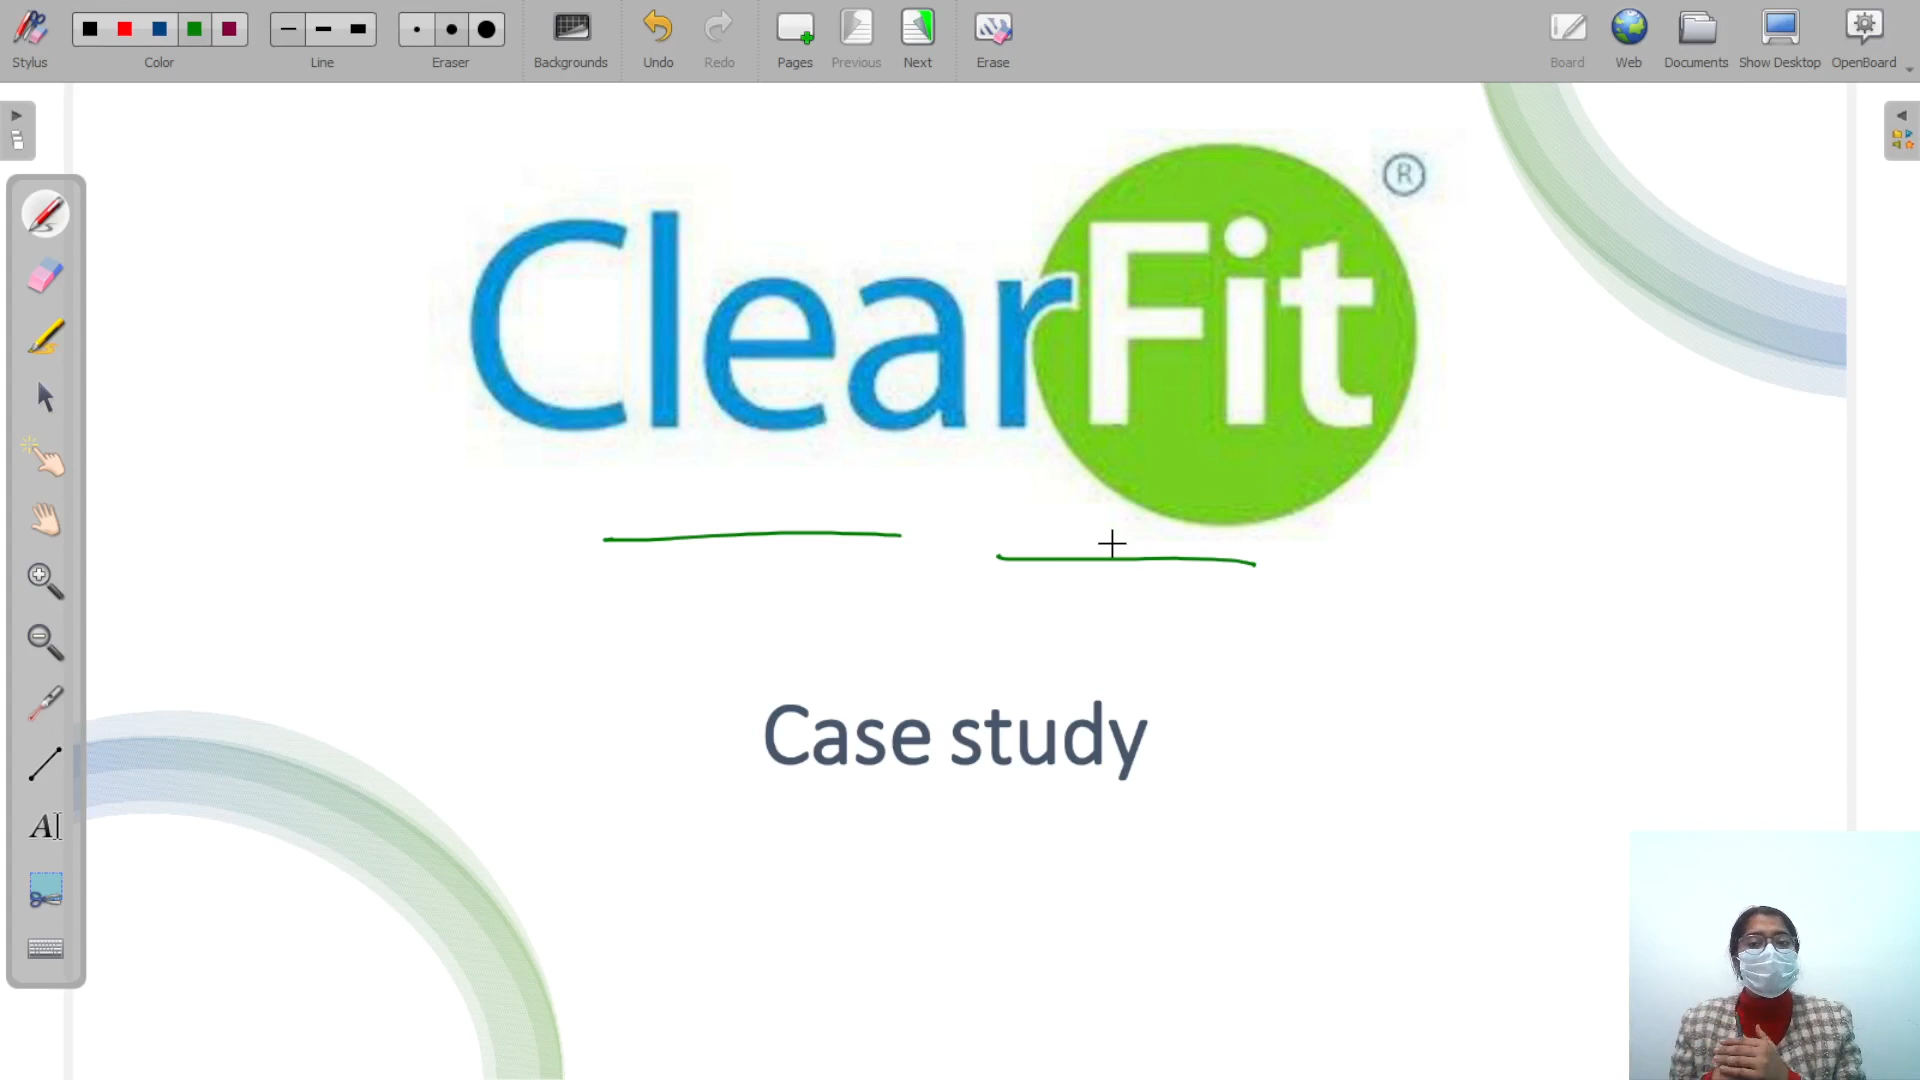 Stylus Color Line Eraser Backgrounds Undo Redo Pages Previous Next Erase Board Web Documents Show Desktop OpenBoard
ClearFit ®
Case study
AI